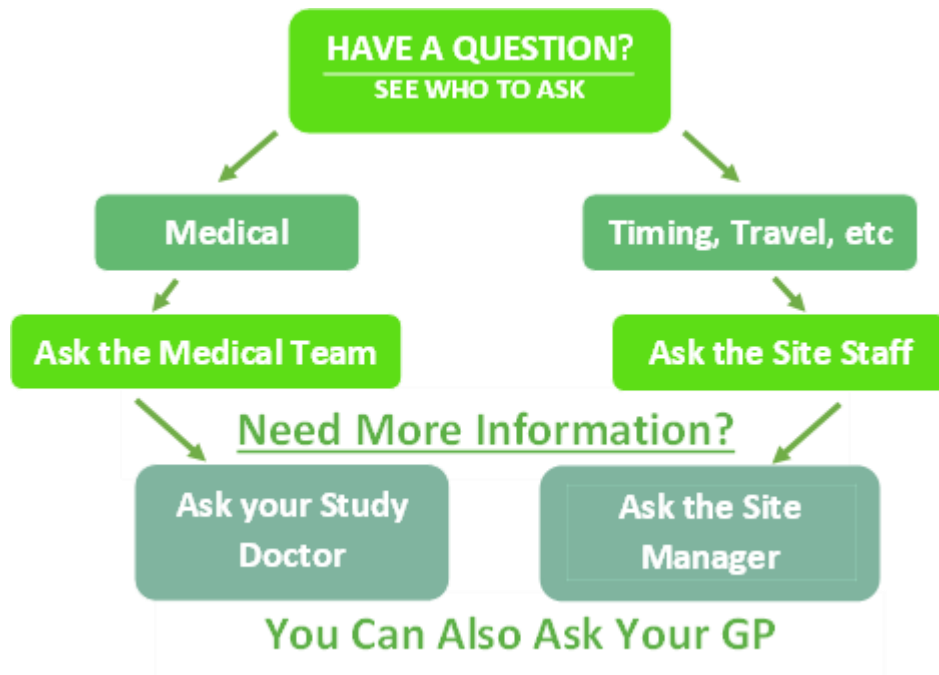 HAVE A QUESTION?
SEE WHO TO ASK
Medical
Timing, Travel, etc
Ask the Medical Team
Ask the Site Staff
Need More Information?
Ask your Study
Doctor
Ask the Site
Manager
You Can Also Ask Your GP